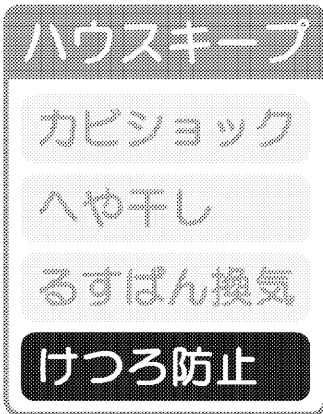 ハウスキープ
カビショック
へや干し
るすばん換気
けつろ防止